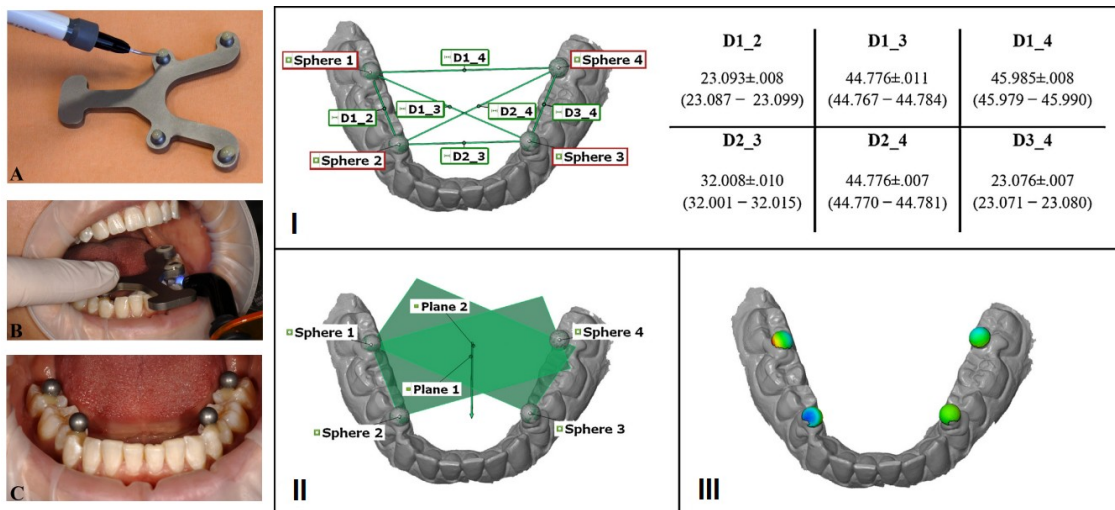 A
B
C
Sphere 1
D1_4
Sphere 4
D1_3
D2_4
D1_2
D3_4
Sphere 2
D2_3
Sphere 3
I
D1_2
D1_3
D1_4
23.093±.008
44.776±.011
45.985±.008
(23.087 – 23.099)
(44.767 – 44.784)
(45.979 – 45.990)
D2_3
D2_4
D3_4
32.008±.010
44.776±.007
23.076±.007
(32.001 – 32.015)
(44.770 – 44.781)
(23.071 – 23.080)
Plane 2
Sphere 1
Sphere 4
Plane 1
Sphere 2
Sphere 3
II
III